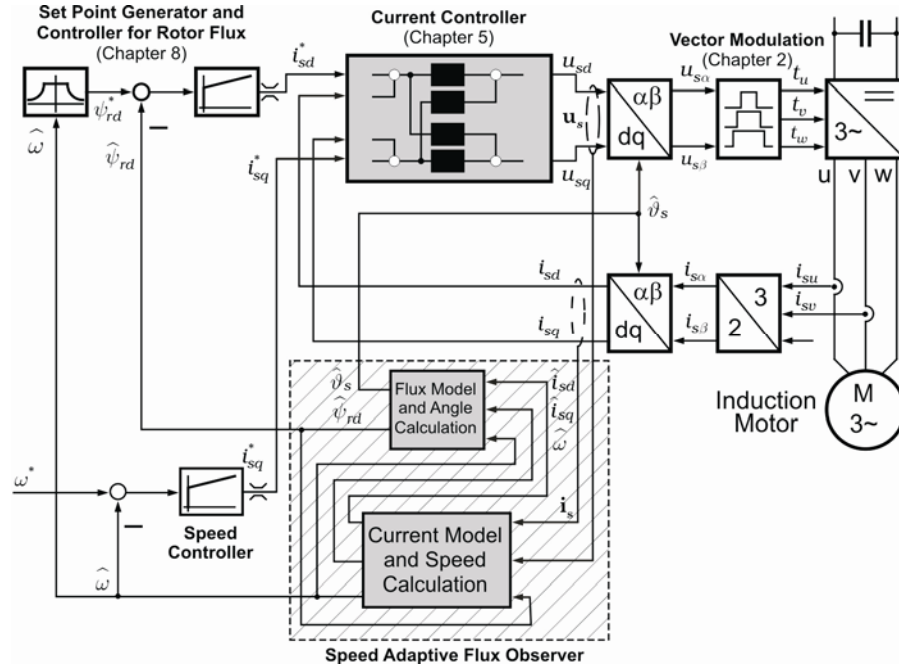 Set Point Generator and
Controller for Rotor Flux
(Chapter 8)
Current Controller
(Chapter 5)
Vector Modulation
(Chapter 2)
i*sd
ψ*rd
ω̂
ψ̂rd
i*sq
usd
us
usq
αβ
dq
usα
usβ
tu
tv
tw
3~
u
v
w
ϑ̂s
isd
isq
αβ
dq
isα
isβ
3
2
isu
isv
Induction
Motor
M
3~
ϑ̂s
ψ̂rd
Flux Model
and Angle
Calculation
îsd
îsq
ω̂
ω*
i*sq
Speed
Controller
ω̂
is
Current Model
and Speed
Calculation
Speed Adaptive Flux Observer